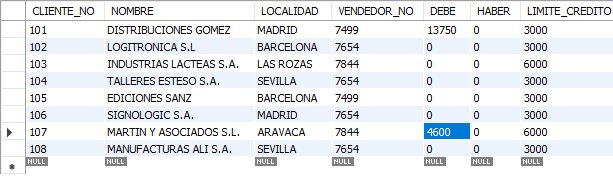 CLIENTE_NO NOMBRE LOCALIDAD VENDEDOR_NO DEBE HABER LIMITE_CREDITO
101 DISTRIBUCIONES GOMEZ MADRID 7499 13750 0 3000
102 LOGITRONICA S.L BARCELONA 7654 0 0 3000
103 INDUSTRIAS LACTEAS S.A. LAS ROZAS 7844 0 0 6000
104 TALLERES ESTESO S.A. SEVILLA 7654 0 0 3000
105 EDICIONES SANZ BARCELONA 7499 0 0 3000
106 SIGNOLOGIC S.A. MADRID 7654 0 0 3000
107 MARTIN Y ASOCIADOS S.L. ARAVACA 7844 4600 0 6000
108 MANUFACTURAS ALI S.A. SEVILLA 7654 0 0 3000
NULL NULL NULL NULL NULL NULL NULL